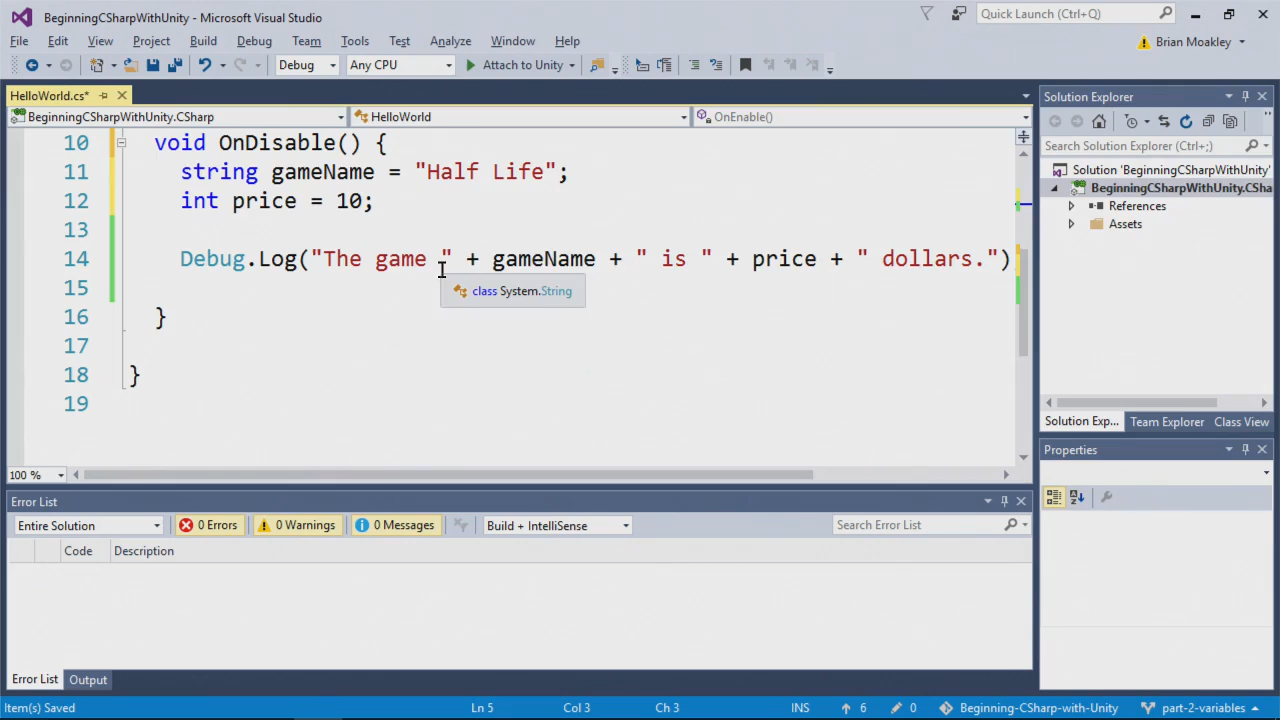 BeginningCSharpWithUnity - Microsoft Visual Studio
Quick Launch (Ctrl+Q)
File Edit View Project Build Debug Team Tools Test Analyze Window Help
Brian Moakley
Debug Any CPU Attach to Unity
HelloWorld.cs*
BeginningCSharpWithUnity.CSharp HelloWorld OnEnable()
10 void OnDisable() {
11 string gameName = "Half Life";
12 int price = 10;
13
14 Debug.Log("The game " + gameName + " is " + price + " dollars.")
class System.String
15
16 }
17
18 }
19
100 %
Solution Explorer
Search Solution Explorer (Ctrl+;)
Solution 'BeginningCSharpWithUnity'
BeginningCSharpWithUnity.CSha
References
Assets
Solution Exp... Team Explorer Class View
Properties
Error List
Entire Solution 0 Errors 0 Warnings 0 Messages Build + IntelliSense Search Error List
Code Description
Error List Output
Item(s) Saved Ln 5 Col 3 Ch 3 INS 6 0 Beginning-CSharp-with-Unity part-2-variables